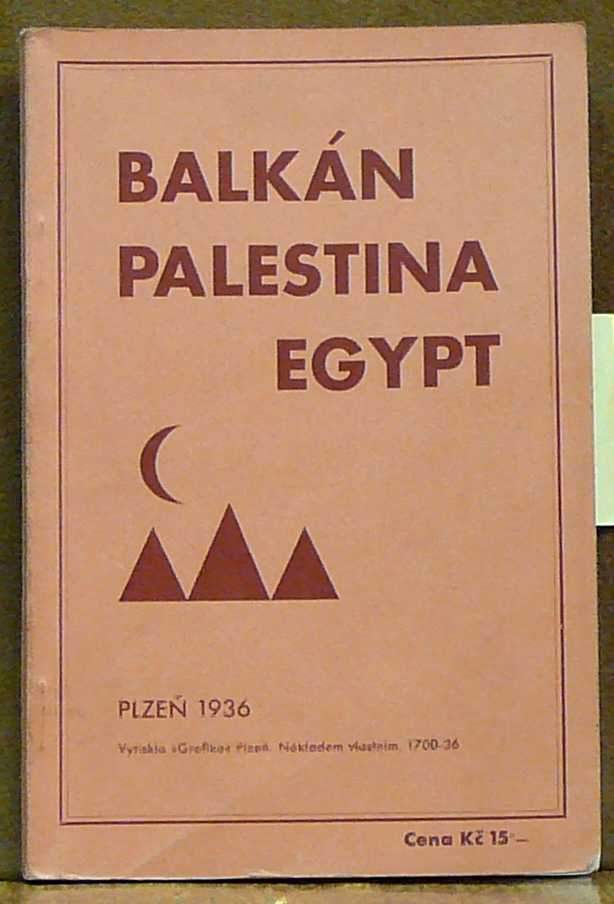 BALKÁN
PALESTINA
EGYPT
PLZEŇ 1936
Vytiskla »Grafika« Plzeň. Nákladem vlastním. 1700-36
Cena Kč 15·—